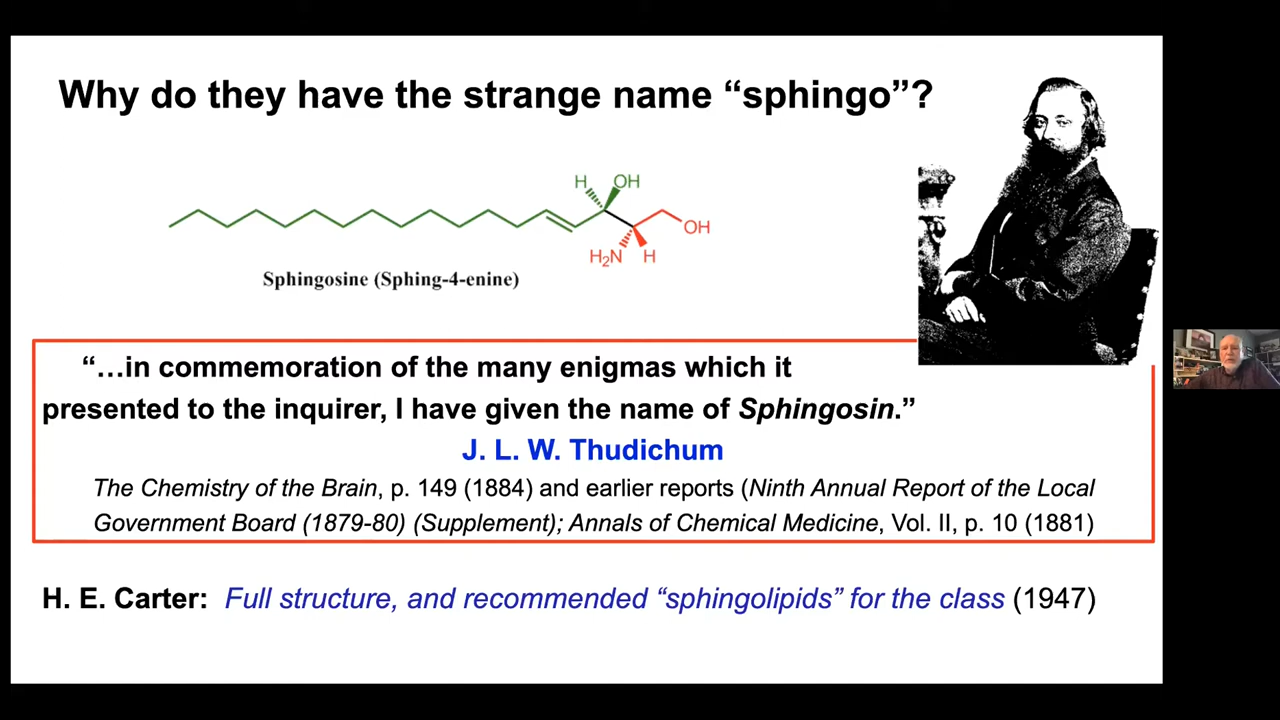 Why do they have the strange name “sphingo”?
H OH
OH
H₂N H
Sphingosine (Sphing-4-enine)
“…in commemoration of the many enigmas which it
presented to the inquirer, I have given the name of Sphingosin.”
J. L. W. Thudichum
The Chemistry of the Brain, p. 149 (1884) and earlier reports (Ninth Annual Report of the Local
Government Board (1879-80) (Supplement); Annals of Chemical Medicine, Vol. II, p. 10 (1881)
H. E. Carter: Full structure, and recommended “sphingolipids” for the class (1947)